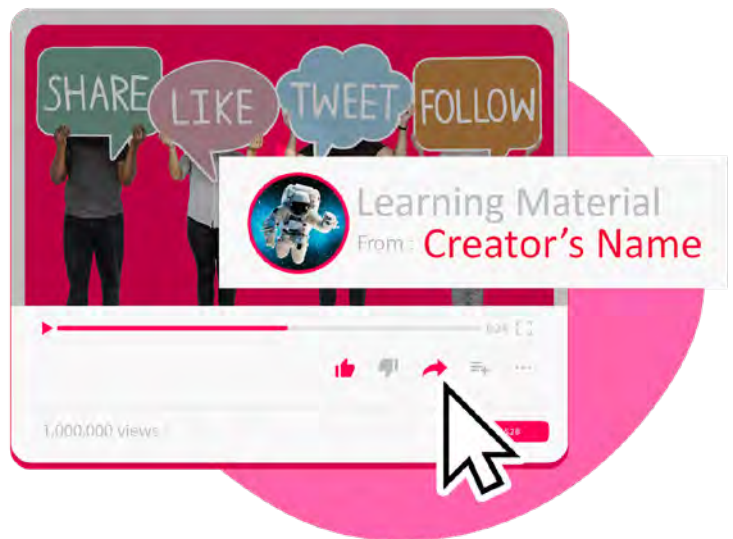 SHARE
LIKE
TWEET
FOLLOW
Learning Material
From: Creator's Name
1,000,000 views